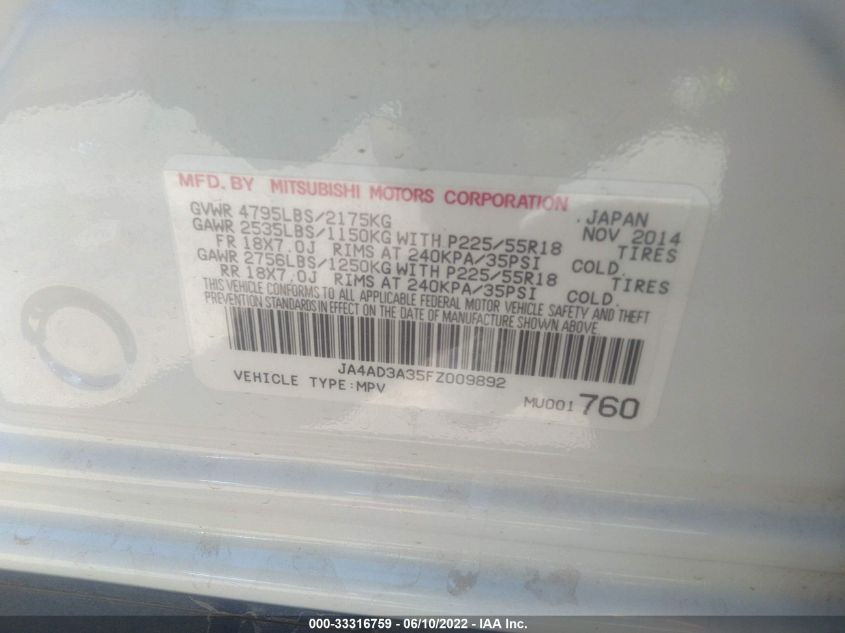 MFD. BY MITSUBISHI MOTORS CORPORATION
GVWR 4795LBS/2175KG . JAPAN
GAWR 2535LBS/1150KG WITH P225/55R18 NOV 2014
FR 18X7.0J RIMS AT 240KPA/35PSI COLD. TIRES
GAWR 2756LBS/1250KG WITH P225/55R18
RR 18X7.0J RIMS AT 240KPA/35PSI COLD. TIRES
THIS VEHICLE CONFORMS TO ALL APPLICABLE FEDERAL MOTOR VEHICLE SAFETY AND THEFT
PREVENTION STANDARDS IN EFFECT ON THE DATE OF MANUFACTURE SHOWN ABOVE.
JA4AD3A35FZ009892
VEHICLE TYPE:MPV MU001 760
000-33316759 - 06/10/2022 - IAA Inc.